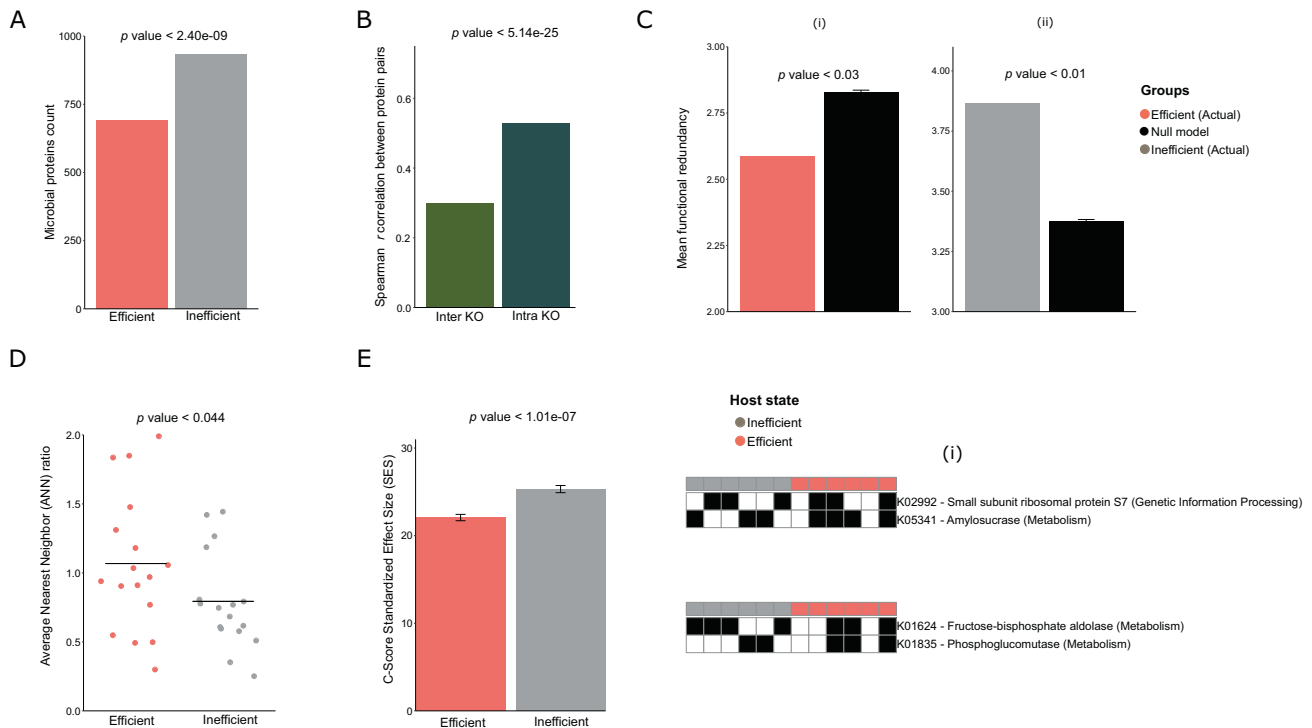 A
p value < 2.40e-09
Microbial proteins count
1000
750
500
250
0
Efficient
Inefficient
B
p value < 5.14e-25
Spearman r correlation between protein pairs
0.6
0.4
0.2
0.0
Inter KO
Intra KO
C
(i)
p value < 0.03
Mean functional redundancy
3.00
2.75
2.50
2.25
2.00
(ii)
p value < 0.01
4.00
3.75
3.50
3.25
3.00
Groups
Efficient (Actual)
Null model
Inefficient (Actual)
D
p value < 0.044
Average Nearest Neighbor (ANN) ratio
2.0
1.5
1.0
0.5
0.0
Efficient
Inefficient
E
p value < 1.01e-07
C-Score Standardized Effect Size (SES)
30
20
10
0
Efficient
Inefficient
Host state
Inefficient
Efficient
(i)
K02992 - Small subunit ribosomal protein S7 (Genetic Information Processing)
K05341 - Amylosucrase (Metabolism)
K01624 - Fructose-bisphosphate aldolase (Metabolism)
K01835 - Phosphoglucomutase (Metabolism)